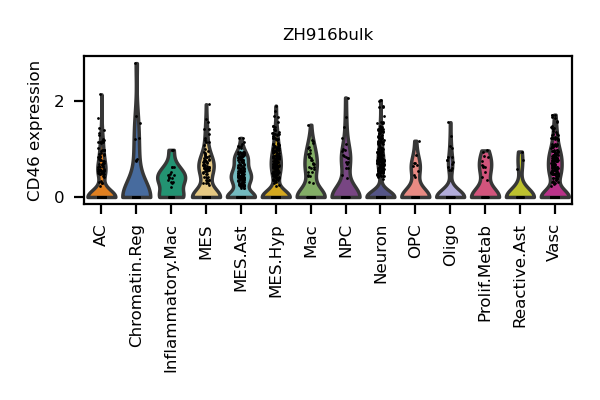 ZH916bulk
CD46 expression
2
0
AC
Chromatin.Reg
Inflammatory.Mac
MES
MES.Ast
MES.Hyp
Mac
NPC
Neuron
OPC
Oligo
Prolif.Metab
Reactive.Ast
Vasc